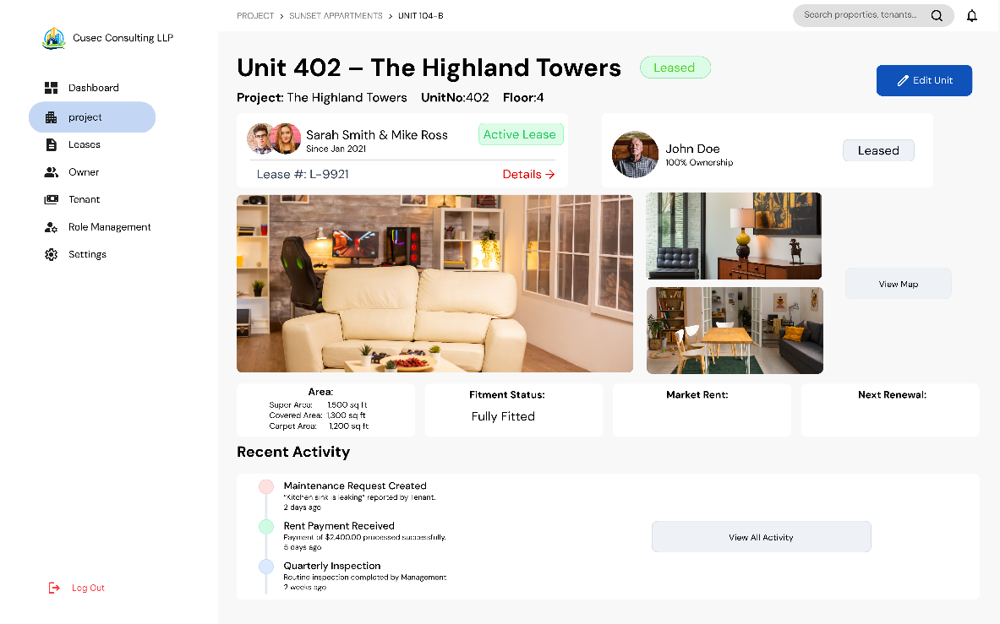 PROJECT > SUNSET APPARTMENTS > UNIT 104-B
Search properties, tenants...
Cusec Consulting LLP
Dashboard
project
Leases
Owner
Tenant
Role Management
Settings
Log Out
Unit 402 – The Highland Towers
Leased
Edit Unit
Project: The Highland Towers UnitNo:402 Floor:4
Sarah Smith & Mike Ross
Since Jan 2021
Active Lease
Lease #: L-9921
Details →
John Doe
100% Ownership
Leased
View Map
Area:
Super Area: 1,500 sq ft
Covered Area: 1,300 sq ft
Carpet Area: 1,200 sq ft
Fitment Status:
Fully Fitted
Market Rent:
Next Renewal:
Recent Activity
Maintenance Request Created
"Kitchen sink is leaking" reported by Tenant.
2 days ago
Rent Payment Received
Payment of $2,400.00 processed successfully.
5 days ago
Quarterly Inspection
Routine inspection completed by Management.
2 weeks ago
View All Activity